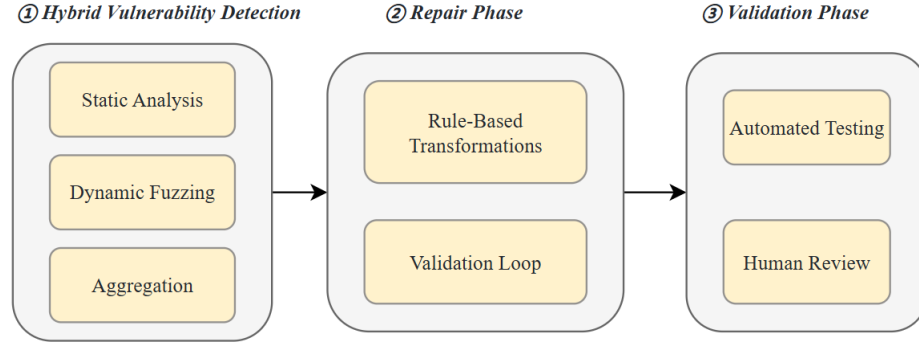 ① Hybrid Vulnerability Detection
Static Analysis
Dynamic Fuzzing
Aggregation
② Repair Phase
Rule-Based
Transformations
Validation Loop
③ Validation Phase
Automated Testing
Human Review